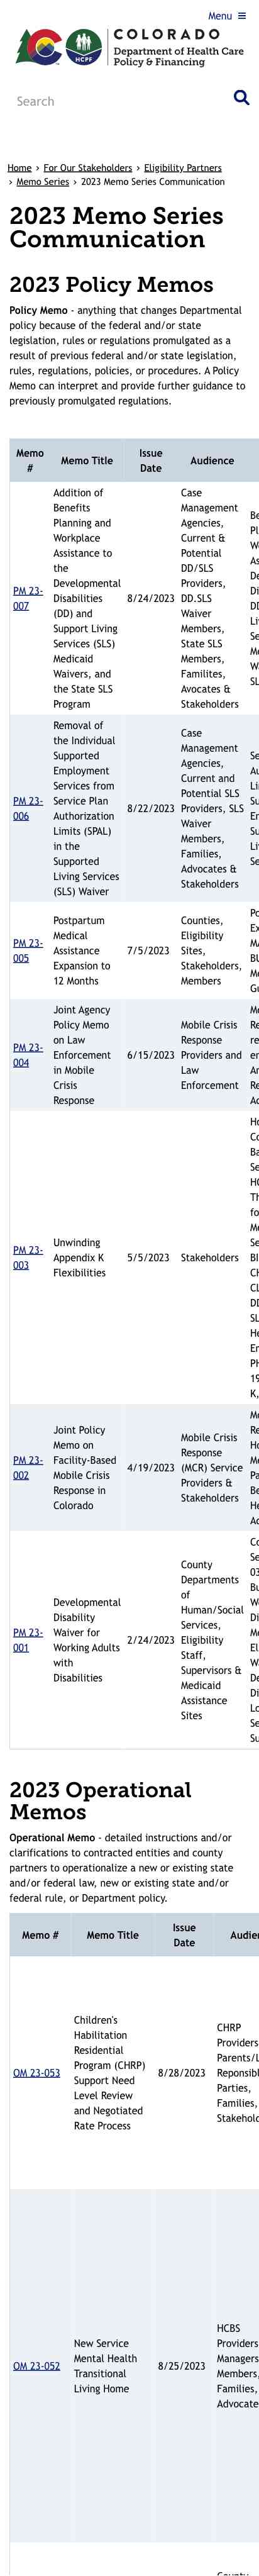 Menu ≡
COLORADO
Department of Health Care
Policy & Financing
HCPF
Search
Home › For Our Stakeholders › Eligibility Partners
› Memo Series › 2023 Memo Series Communication
2023 Memo Series
Communication
2023 Policy Memos
Policy Memo - anything that changes Departmental
policy because of the federal and/or state
legislation, rules or regulations promulgated as a
result of previous federal and/or state legislation,
rules, regulations, policies, or procedures. A Policy
Memo can interpret and provide further guidance to
previously promulgated regulations.
Memo
#
Memo Title
Issue
Date
Audience
PM 23-
007
Addition of
Benefits
Planning and
Workplace
Assistance to
the
Developmental
Disabilities
(DD) and
Support Living
Services (SLS)
Medicaid
Waivers, and
the State SLS
Program
8/24/2023
Case
Management
Agencies,
Current &
Potential
DD/SLS
Providers,
DD.SLS
Waiver
Members,
State SLS
Members,
Familites,
Avocates &
Stakeholders
PM 23-
006
Removal of
the Individual
Supported
Employment
Services from
Service Plan
Authorization
Limits (SPAL)
in the
Supported
Living Services
(SLS) Waiver
8/22/2023
Case
Management
Agencies,
Current and
Potential SLS
Providers, SLS
Waiver
Members,
Families,
Advocates &
Stakeholders
PM 23-
005
Postpartum
Medical
Assistance
Expansion to
12 Months
7/5/2023
Counties,
Eligibility
Sites,
Stakeholders,
Members
PM 23-
004
Joint Agency
Policy Memo
on Law
Enforcement
in Mobile
Crisis
Response
6/15/2023
Mobile Crisis
Response
Providers and
Law
Enforcement
PM 23-
003
Unwinding
Appendix K
Flexibilities
5/5/2023
Stakeholders
PM 23-
002
Joint Policy
Memo on
Facility-Based
Mobile Crisis
Response in
Colorado
4/19/2023
Mobile Crisis
Response
(MCR) Service
Providers &
Stakeholders
PM 23-
001
Developmental
Disability
Waiver for
Working Adults
with
Disabilities
2/24/2023
County
Departments
of
Human/Social
Services,
Eligibility
Staff,
Supervisors &
Medicaid
Assistance
Sites
2023 Operational
Memos
Operational Memo - detailed instructions and/or
clarifications to contracted entities and county
partners to operationalize a new or existing state
and/or federal law, new or existing state and/or
federal rule, or Department policy.
Memo #
Memo Title
Issue
Date
OM 23-053
Children's
Habilitation
Residential
Program (CHRP)
Support Need
Level Review
and Negotiated
Rate Process
8/28/2023
CHRP
Providers
Parties,
Families,
OM 23-052
New Service
Mental Health
Transitional
Living Home
8/25/2023
HCBS
Providers
Managers
Members,
Families,